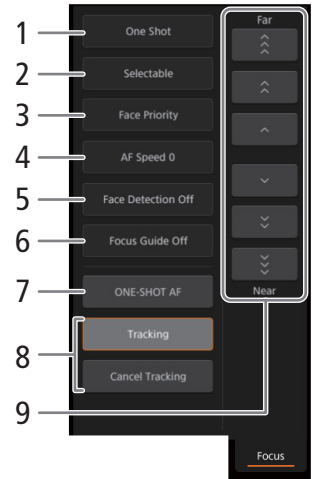 1 One Shot Far
2 Selectable
3 Face Priority
4 AF Speed 0
5 Face Detection Off
6 Focus Guide Off
7 ONE-SHOT AF Near
8 Tracking
Cancel Tracking
9
Focus